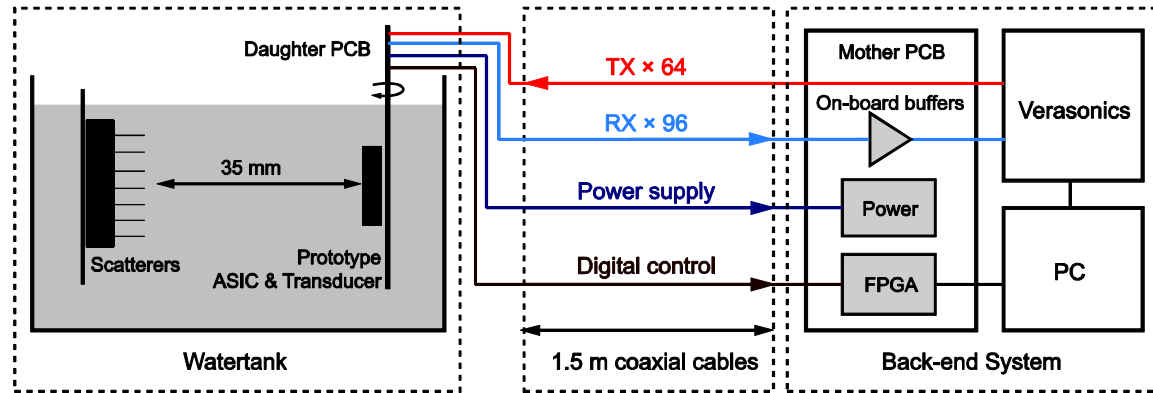 Daughter PCB
35 mm
Scatterers
Prototype
ASIC & Transducer
Watertank
TX × 64
RX × 96
Power supply
Digital control
1.5 m coaxial cables
Mother PCB
On-board buffers
Power
FPGA
Verasonics
PC
Back-end System